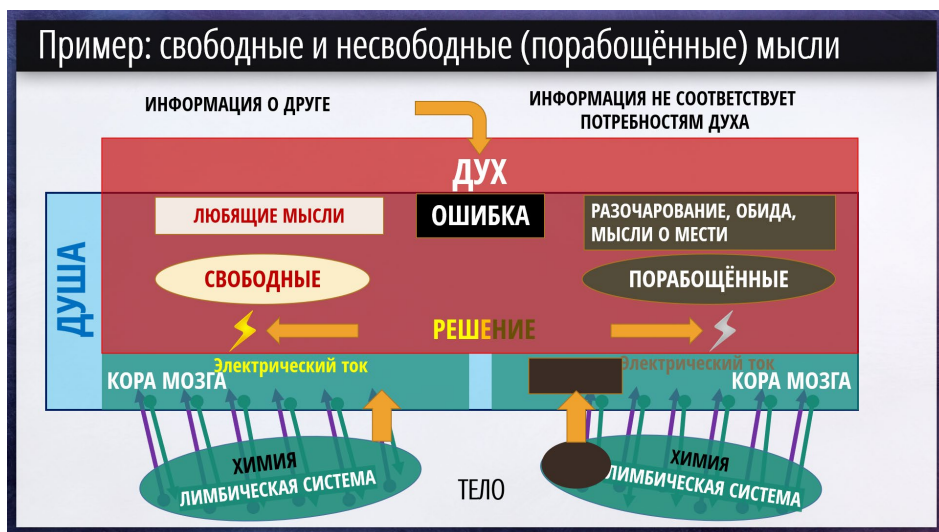 Пример: свободные и несвободные (порабощённые) мысли
ИНФОРМАЦИЯ О ДРУГЕ
ИНФОРМАЦИЯ НЕ СООТВЕТСТВУЕТ
ПОТРЕБНОСТЯМ ДУХА
ДУХ
ДУША
ЛЮБЯЩИЕ МЫСЛИ
ОШИБКА
РАЗОЧАРОВАНИЕ, ОБИДА,
МЫСЛИ О МЕСТИ
СВОБОДНЫЕ
ПОРАБОЩЁННЫЕ
РЕШЕНИЕ
Электрический ток
Электрический ток
КОРА МОЗГА
КОРА МОЗГА
ХИМИЯ
ЛИМБИЧЕСКАЯ СИСТЕМА
ТЕЛО
ХИМИЯ
ЛИМБИЧЕСКАЯ СИСТЕМА